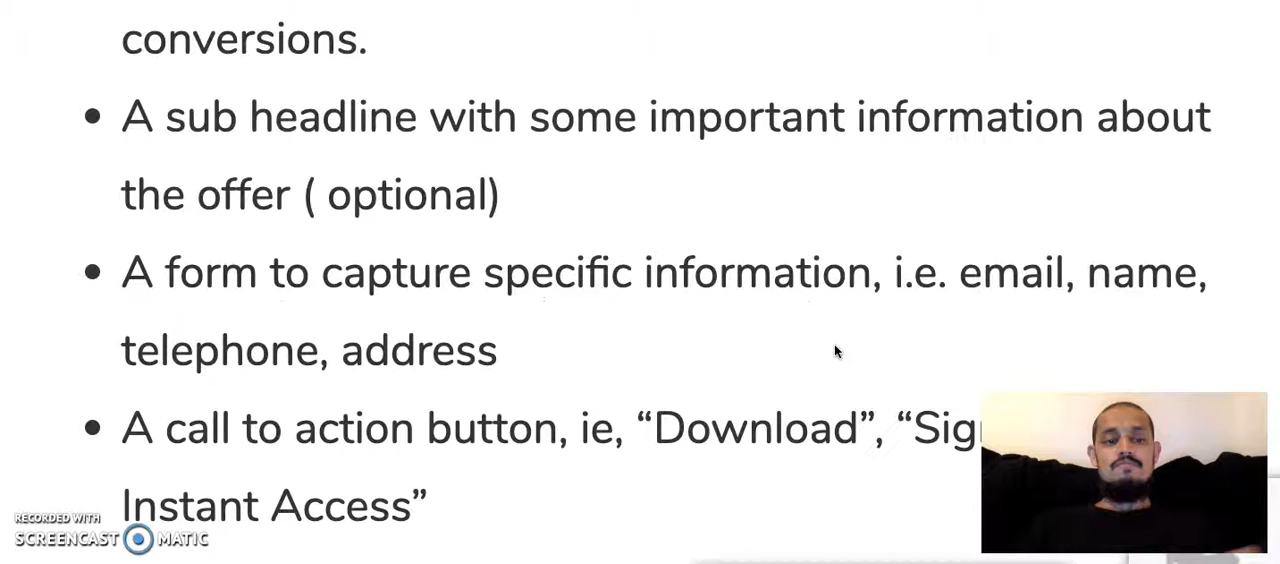 conversions.
• A sub headline with some important information about
the offer ( optional)
• A form to capture specific information, i.e. email, name,
telephone, address
• A call to action button, ie, “Download”, “Sig
Instant Access”
RECORDED WITH
SCREENCAST MATIC